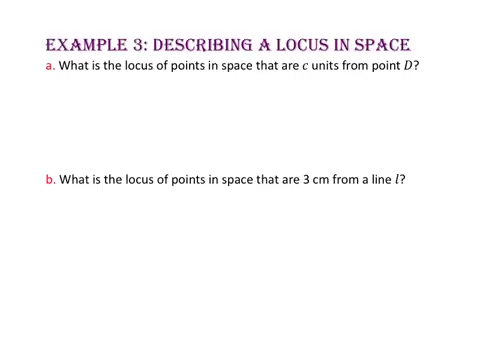 EXAMPLE 3: DESCRIBING A LOCUS IN SPACE
a. What is the locus of points in space that are c units from point D?
b. What is the locus of points in space that are 3 cm from a line l?